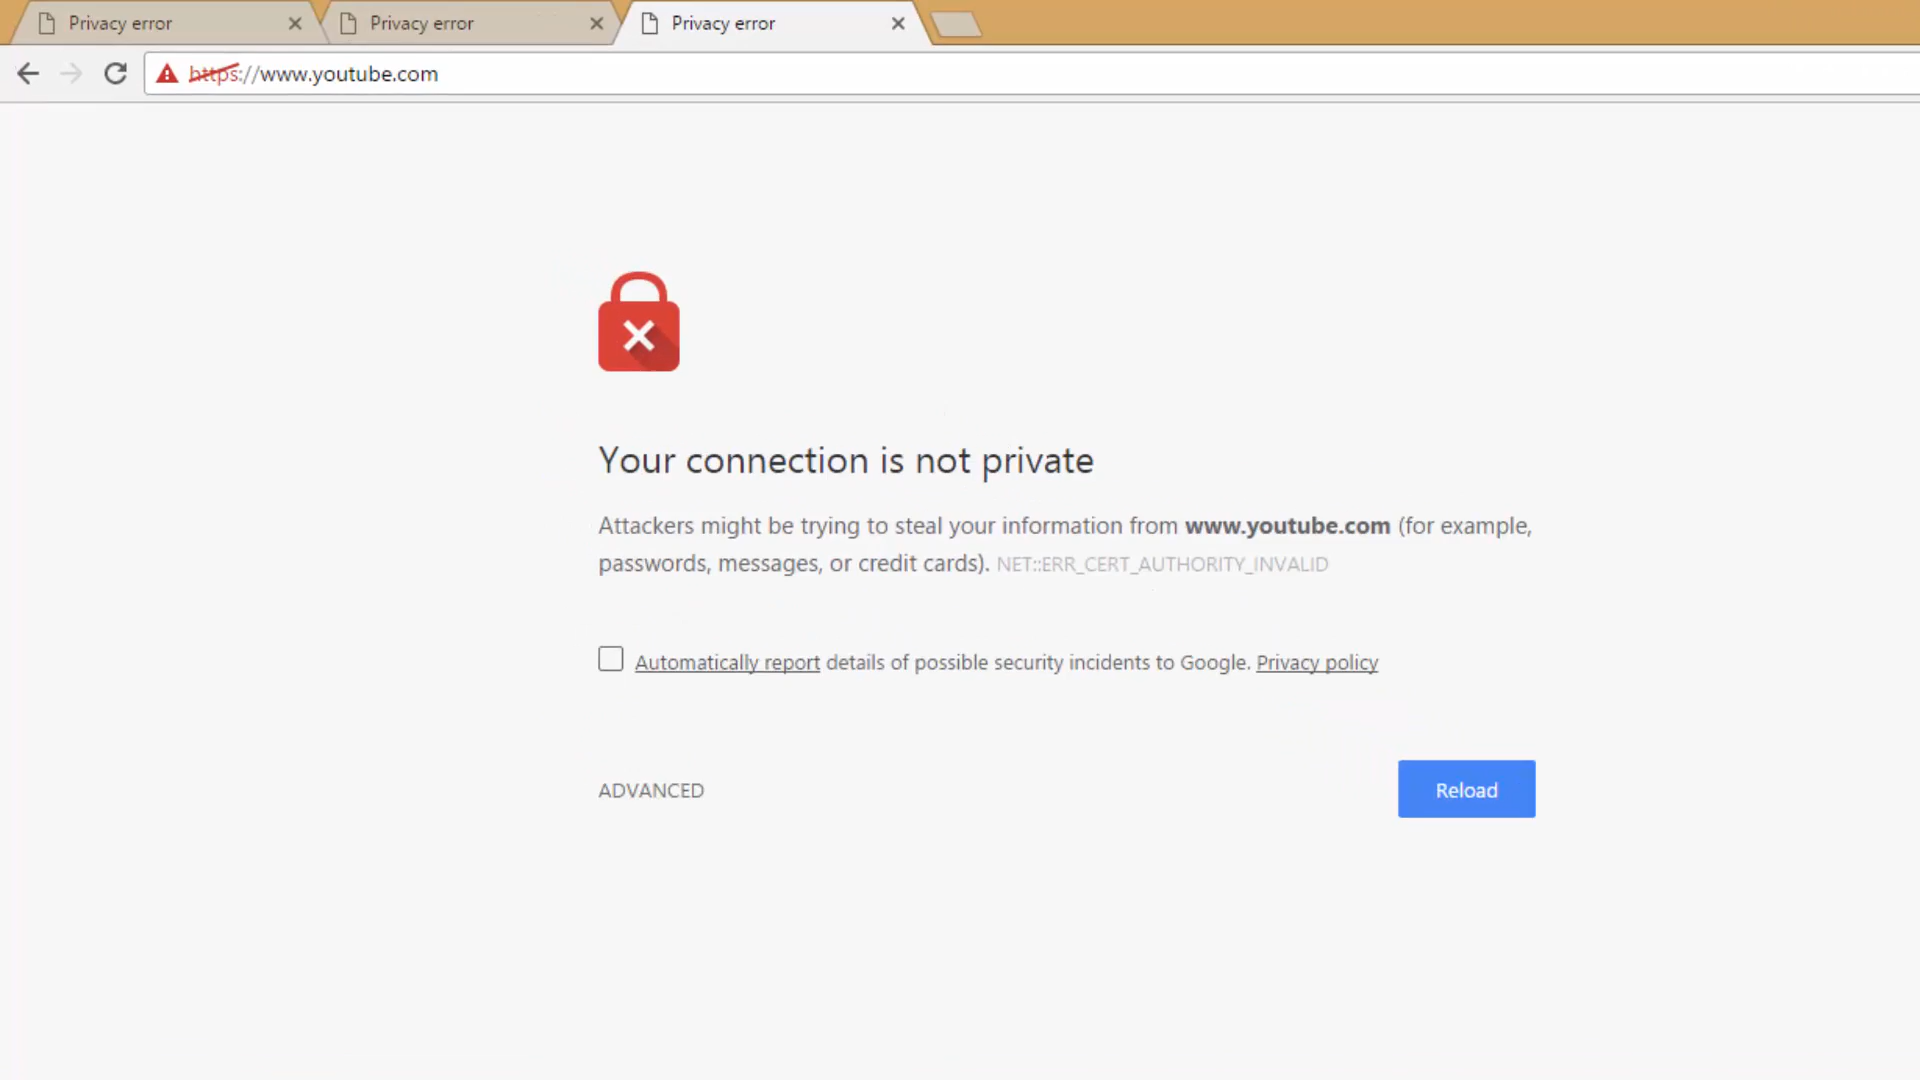 Privacy error
Privacy error
Privacy error
https://www.youtube.com
Your connection is not private
Attackers might be trying to steal your information from www.youtube.com (for example,
passwords, messages, or credit cards). NET::ERR_CERT_AUTHORITY_INVALID
Automatically report details of possible security incidents to Google. Privacy policy
ADVANCED
Reload